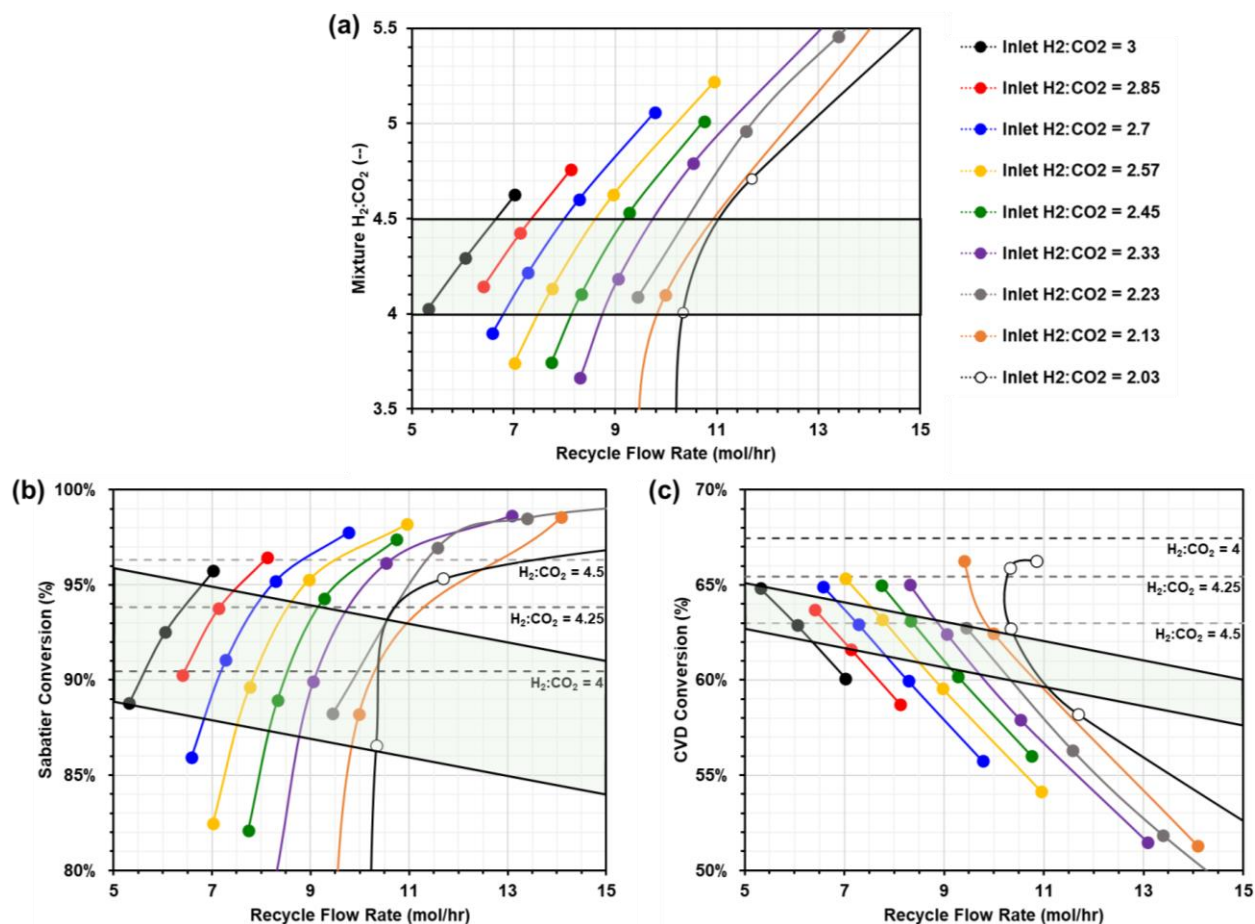 (a)
5.5
5
4.5
4
3.5
Mixture H₂:CO₂ (--)
5 7 9 11 13 15
Recycle Flow Rate (mol/hr)
Inlet H2:CO2 = 3
Inlet H2:CO2 = 2.85
Inlet H2:CO2 = 2.7
Inlet H2:CO2 = 2.57
Inlet H2:CO2 = 2.45
Inlet H2:CO2 = 2.33
Inlet H2:CO2 = 2.23
Inlet H2:CO2 = 2.13
Inlet H2:CO2 = 2.03
(b)
100%
95%
90%
85%
80%
Sabatier Conversion (%)
H₂:CO₂ = 4.5
H₂:CO₂ = 4.25
H₂:CO₂ = 4
5 7 9 11 13 15
Recycle Flow Rate (mol/hr)
(c)
70%
65%
60%
55%
50%
CVD Conversion (%)
H₂:CO₂ = 4
H₂:CO₂ = 4.25
H₂:CO₂ = 4.5
5 7 9 11 13 15
Recycle Flow Rate (mol/hr)